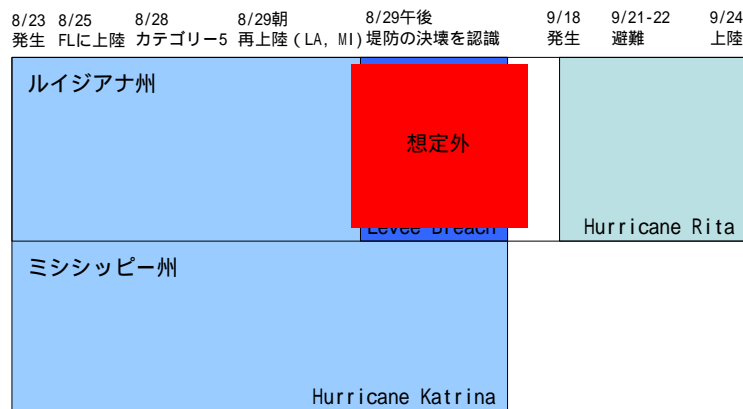 8/23 8/25 8/28 8/29朝 8/29午後 9/18 9/21-22 9/24
発生 FLに上陸 カテゴリー5 再上陸(LA, MI) 堤防の決壊を認識 発生 避難 上陸
ルイジアナ州
想定外
Levee Breach
Hurricane Rita
ミシシッピー州
Hurricane Katrina